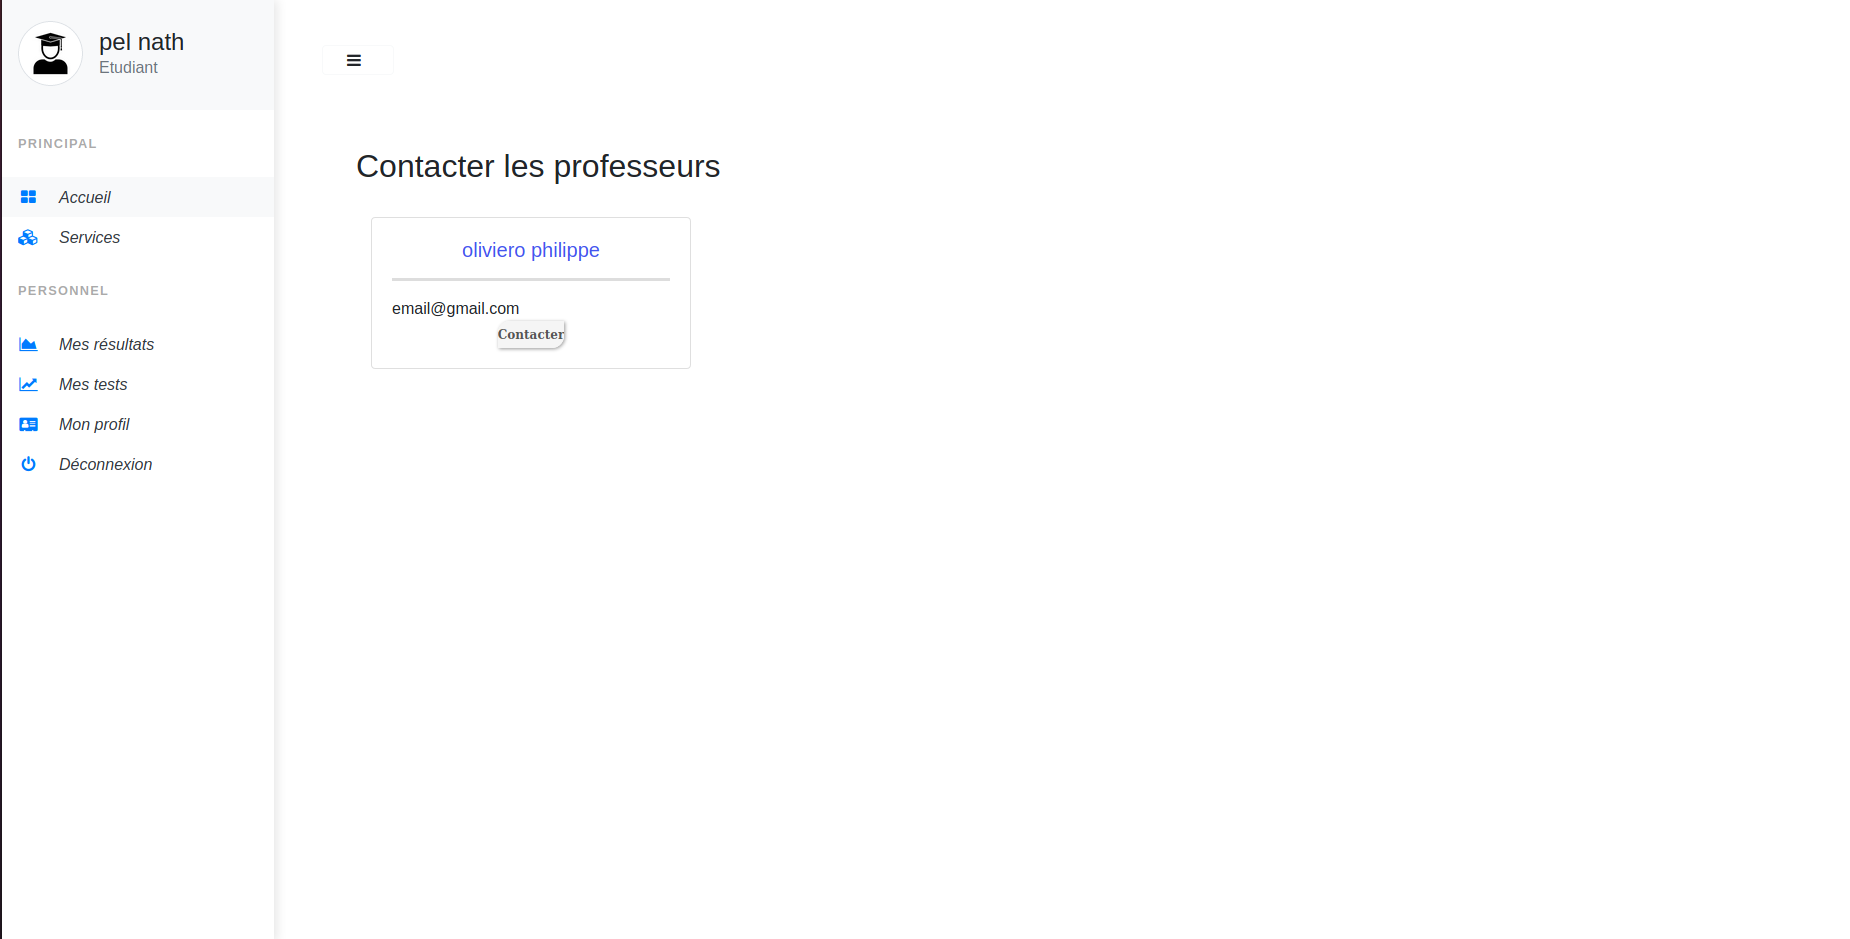 pel nath
Etudiant
PRINCIPAL
Accueil
Services
PERSONNEL
Mes résultats
Mes tests
Mon profil
Déconnexion
Contacter les professeurs
oliviero philippe
email@gmail.com
Contacter